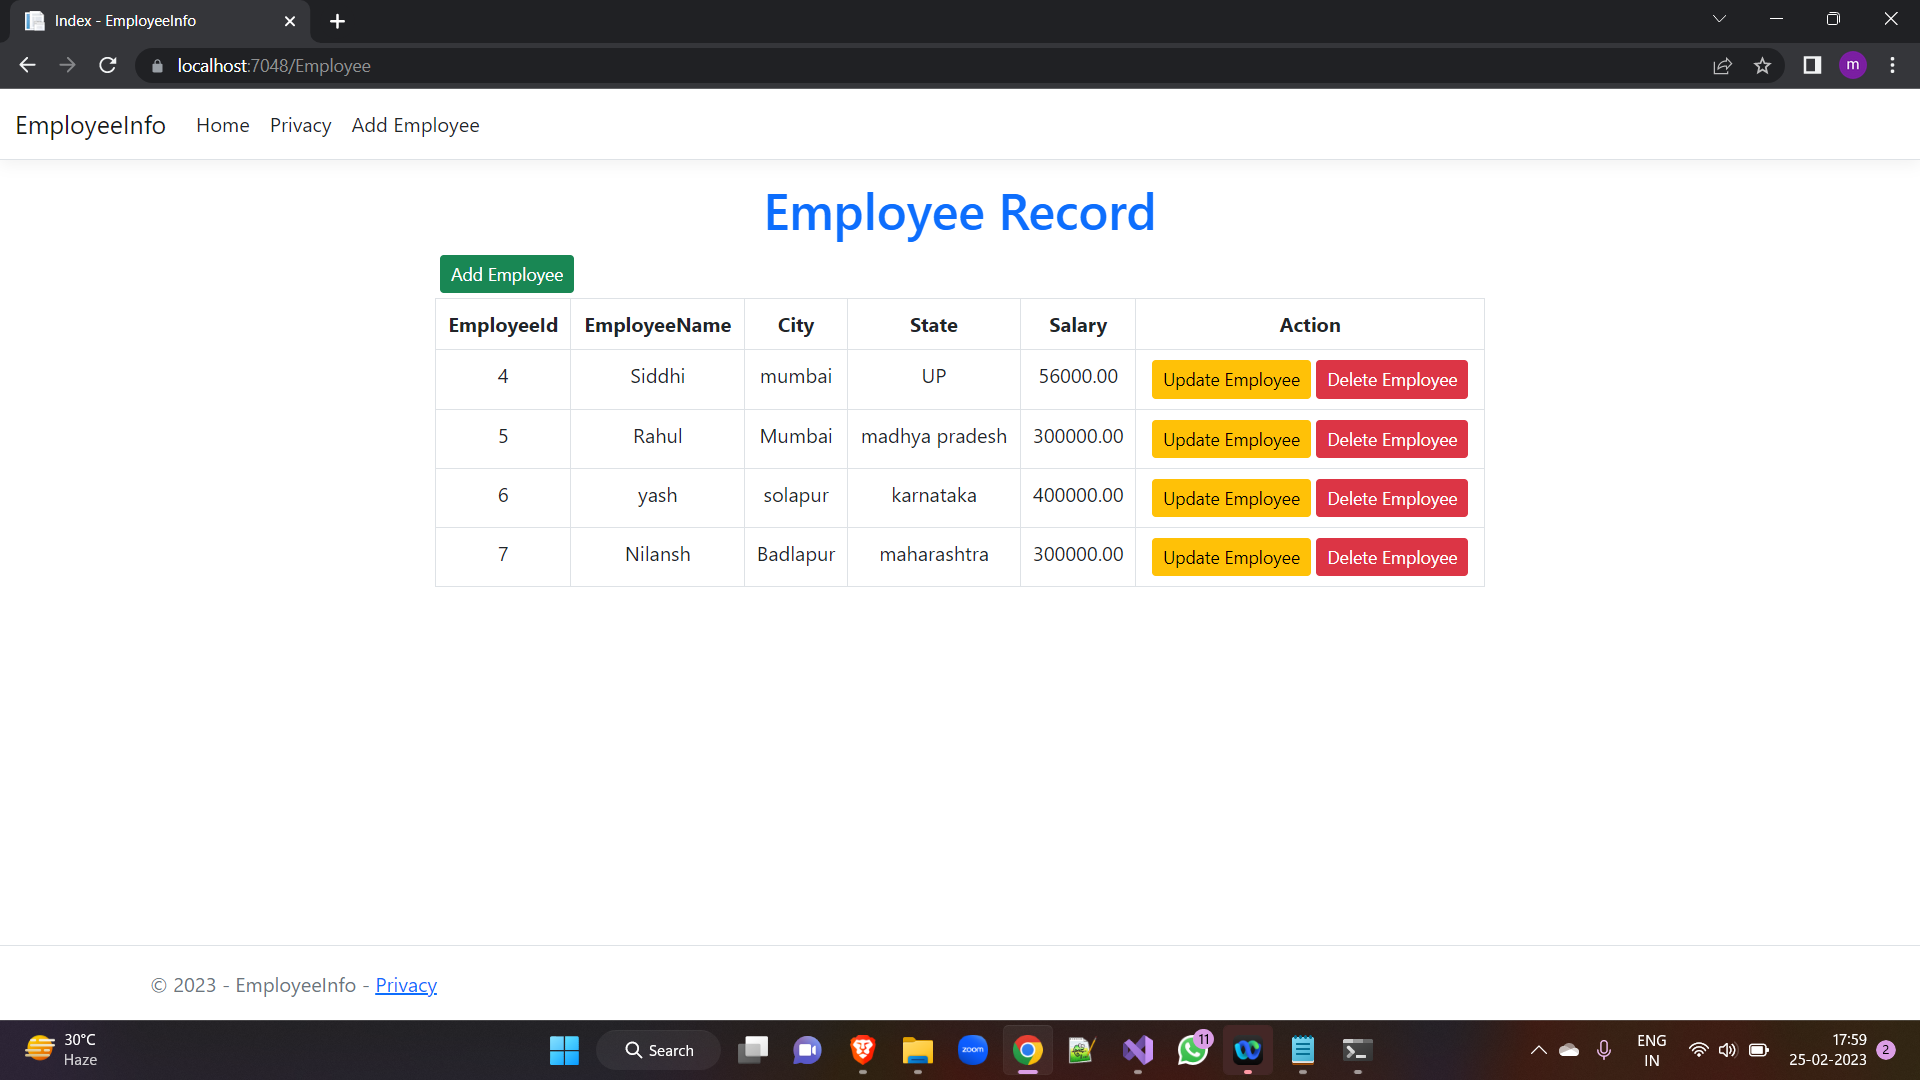 Index - EmployeeInfo
localhost:7048/Employee
m
EmployeeInfo Home Privacy Add Employee
Employee Record
Add Employee
EmployeeId EmployeeName City State Salary Action
4 Siddhi mumbai UP 56000.00 Update Employee Delete Employee
5 Rahul Mumbai madhya pradesh 300000.00 Update Employee Delete Employee
6 yash solapur karnataka 400000.00 Update Employee Delete Employee
7 Nilansh Badlapur maharashtra 300000.00 Update Employee Delete Employee
© 2023 - EmployeeInfo - Privacy
30°C
Haze
Search
zoom
11
ENG
IN
17:59
25-02-2023
2